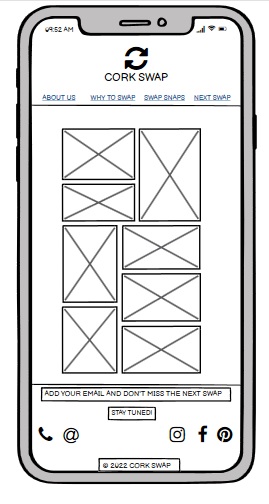 09:52 AM
CORK SWAP
ABOUT US WHY TO SWAP SWAP SNAPS NEXT SWAP
ADD YOUR EMAIL AND DON'T MISS THE NEXT SWAP
STAY TUNED!
@
© 2022 CORK SWAP